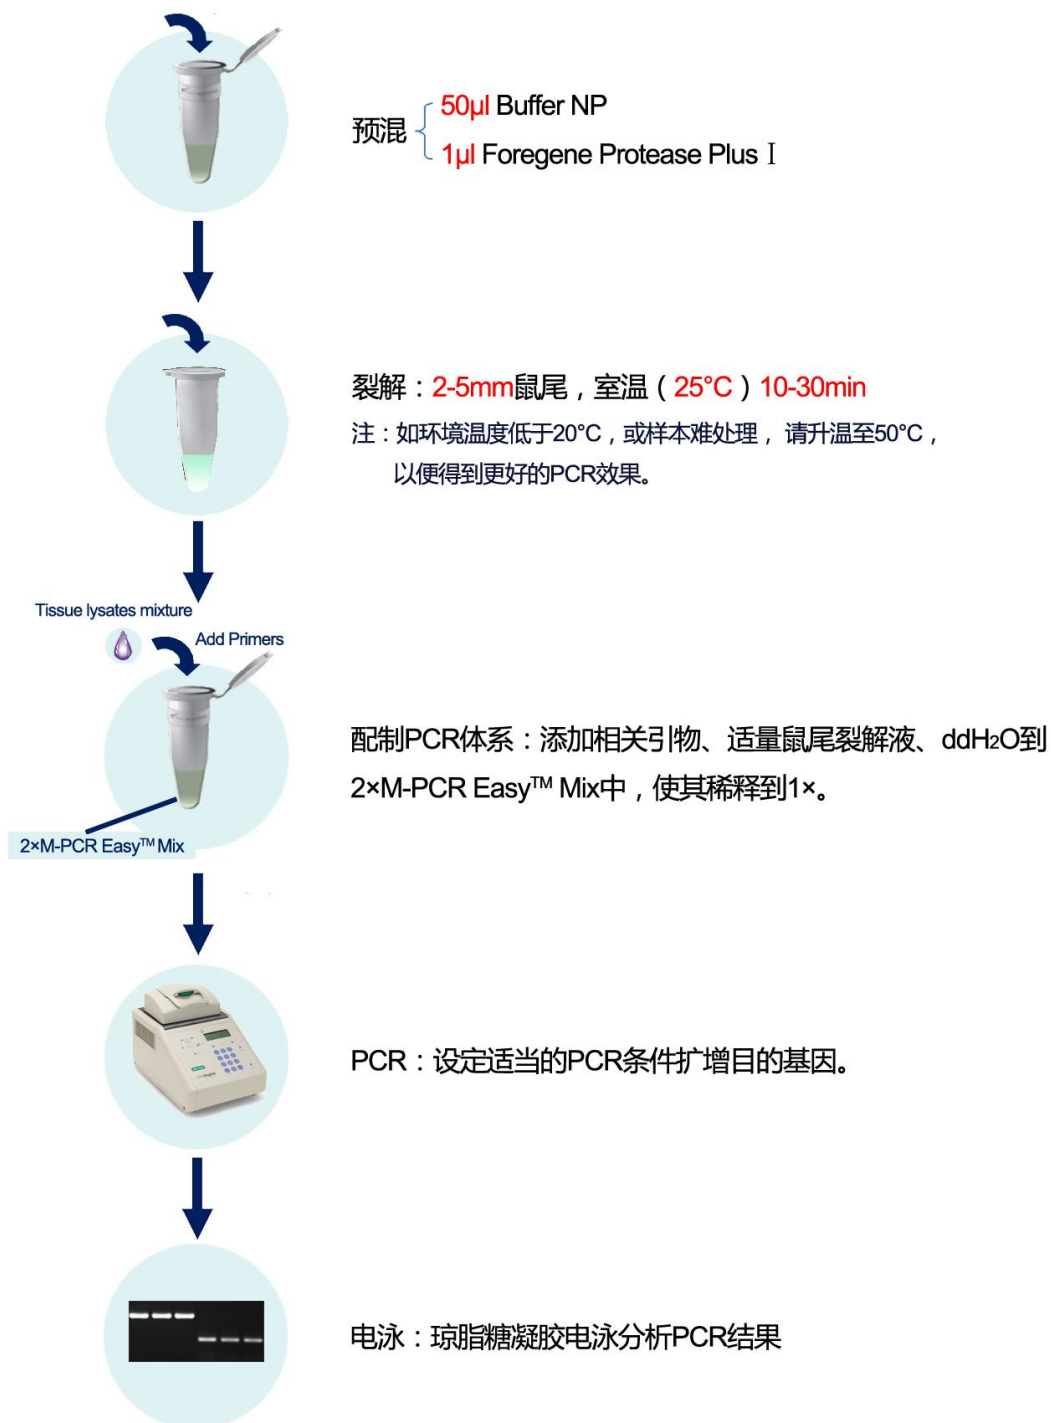 预混
50μl Buffer NP
1μl Foregene Protease Plus Ⅰ
裂解：2-5mm鼠尾，室温（25°C）10-30min
注：如环境温度低于20°C，或样本难处理， 请升温至50°C，
以便得到更好的PCR效果。
Tissue lysates mixture
Add Primers
配制PCR体系：添加相关引物、适量鼠尾裂解液、ddH₂O到
2×M-PCR Easy™ Mix中，使其稀释到1×。
2×M-PCR Easy™ Mix
PCR：设定适当的PCR条件扩增目的基因。
电泳：琼脂糖凝胶电泳分析PCR结果